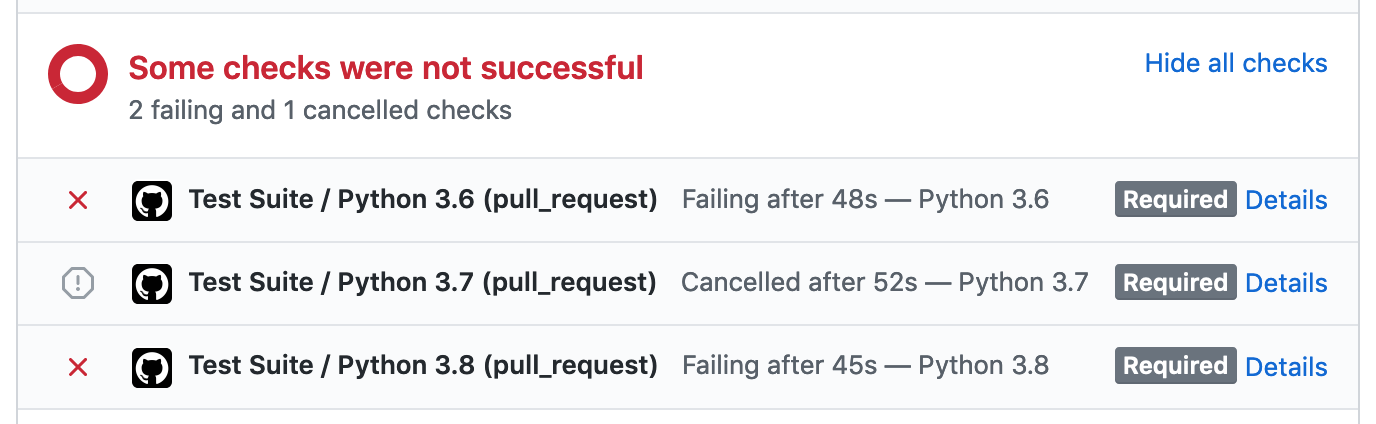 Some checks were not successful
Hide all checks
2 failing and 1 cancelled checks
Test Suite / Python 3.6 (pull_request) Failing after 48s — Python 3.6 Required Details
Test Suite / Python 3.7 (pull_request) Cancelled after 52s — Python 3.7 Required Details
Test Suite / Python 3.8 (pull_request) Failing after 45s — Python 3.8 Required Details